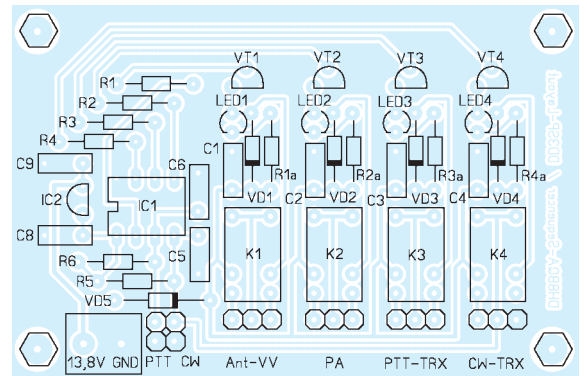 VT1 VT2 VT3 VT4
R1
R2 LED1 LED2 LED3 LED4
R3
R4 C1
C9 C6 R1a R2a R3a R4a
IC2 IC1 VD1 C2 VD2 C3 VD3 C4 VD4
C8
C5 K1 K2 K3 K4
R6
R5
VD5
13,8V GND PTT CW Ant-VV PA PTT-TRX CW-TRX